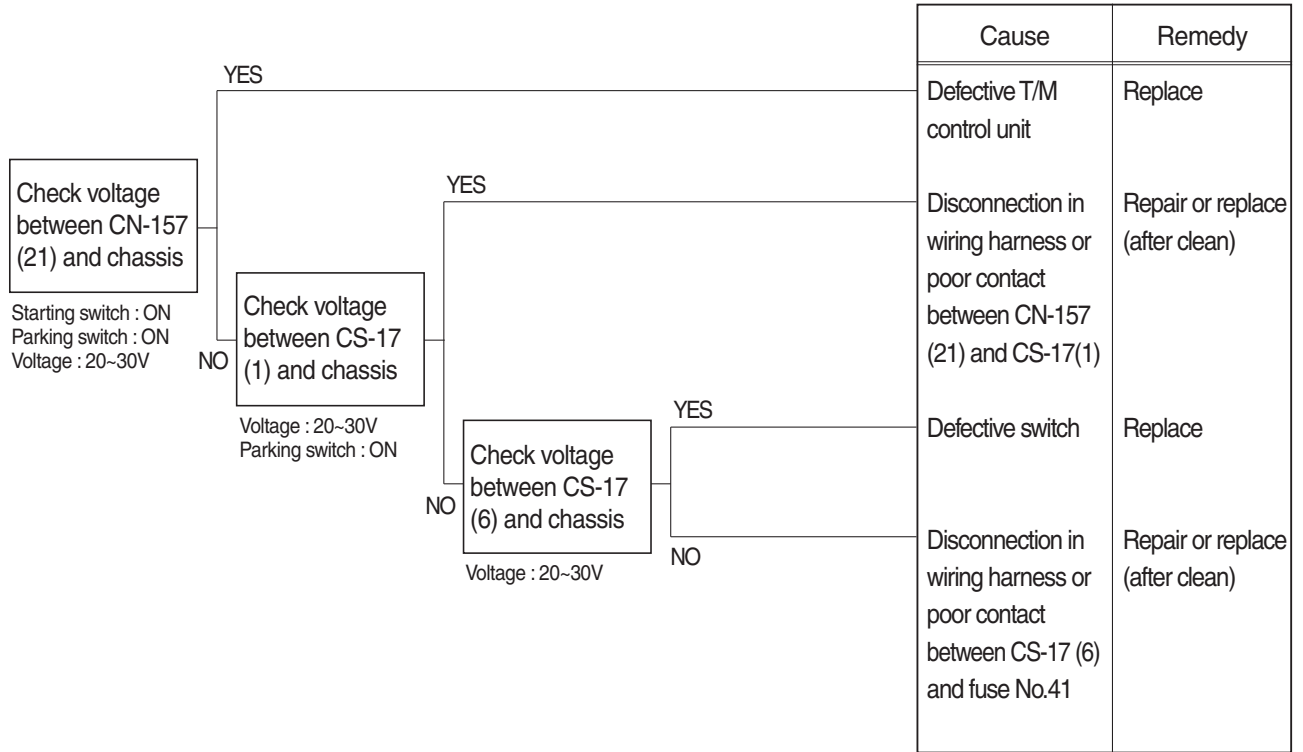 Cause
Remedy
YES
Defective T/M
control unit
Replace
Check voltage
between CN-157
(21) and chassis
Starting switch : ON
Parking switch : ON
Voltage : 20~30V
YES
Disconnection in
wiring harness or
poor contact
between CN-157
(21) and CS-17(1)
Repair or replace
(after clean)
NO
Check voltage
between CS-17
(1) and chassis
Voltage : 20~30V
Parking switch : ON
YES
Defective switch
Replace
NO
Check voltage
between CS-17
(6) and chassis
Voltage : 20~30V
NO
Disconnection in
wiring harness or
poor contact
between CS-17 (6)
and fuse No.41
Repair or replace
(after clean)